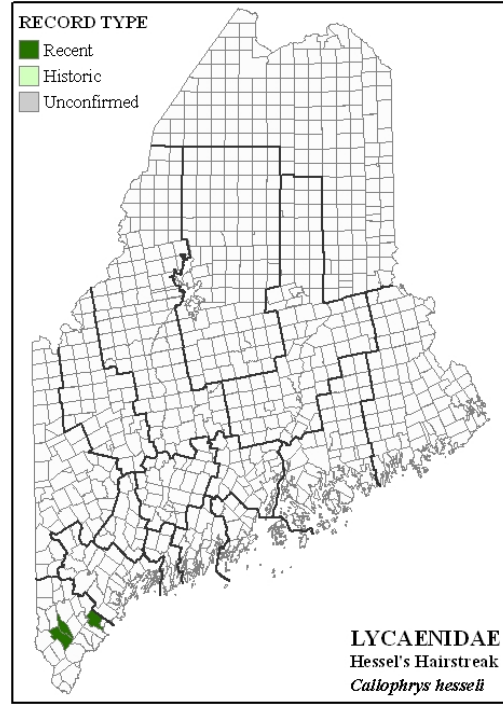 RECORD TYPE
Recent
Historic
Unconfirmed
LYCAENIDAE
Hessel's Hairstreak
Callophrys hesseli